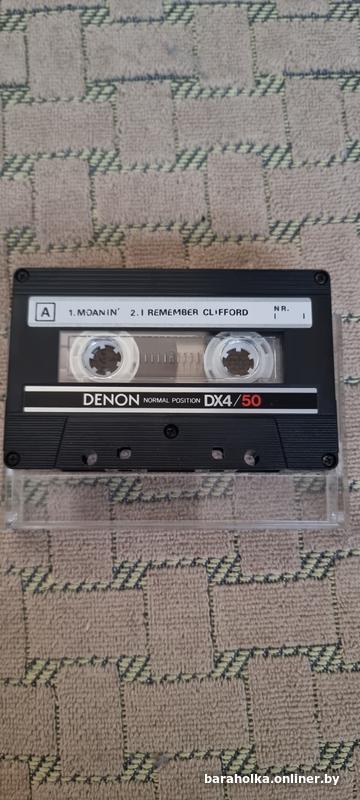 A 1. MOANIN' 2. I REMEMBER CLIFFORD NR.
DENON NORMAL POSITION DX4/50
baraholka.onliner.by